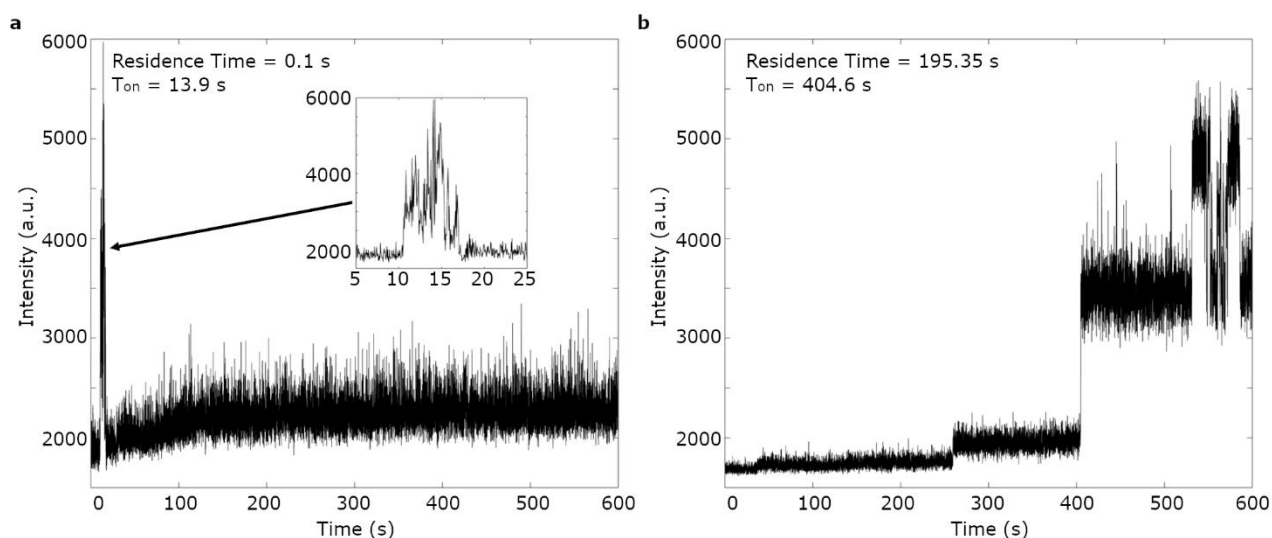 a
6000
5000
4000
3000
2000
Intensity (a.u.)
Residence Time = 0.1 s
Ton = 13.9 s
6000
4000
2000
5 10 15 20 25
0 100 200 300 400 500 600
Time (s)
b
6000
5000
4000
3000
2000
Intensity (a.u.)
Residence Time = 195.35 s
Ton = 404.6 s
0 100 200 300 400 500 600
Time (s)